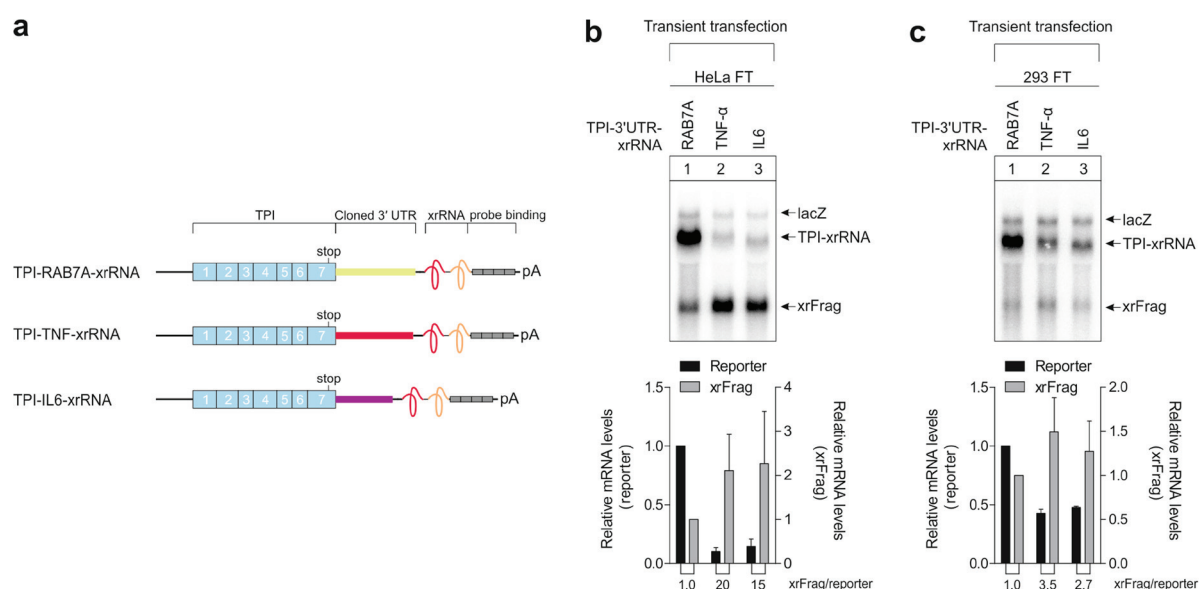 a
TPI Cloned 3′ UTR xrRNA probe binding
stop
TPI-RAB7A-xrRNA 1 2 3 4 5 6 7 pA
stop
TPI-TNF-xrRNA 1 2 3 4 5 6 7 pA
stop
TPI-IL6-xrRNA 1 2 3 4 5 6 7 pA
b
Transient transfection
HeLa FT
TPI-3'UTR-
xrRNA
RAB7A
TNF-α
IL6
1 2 3
lacZ
TPI-xrRNA
xrFrag
Reporter
xrFrag
Relative mRNA levels
(reporter)
1.5
1.0
0.5
0.0
4
3
2
1
0
Relative mRNA levels
(xrFrag)
1.0 20 15 xrFrag/reporter
c
Transient transfection
293 FT
TPI-3'UTR-
xrRNA
RAB7A
TNF-α
IL6
1 2 3
lacZ
TPI-xrRNA
xrFrag
Reporter
xrFrag
Relative mRNA levels
(reporter)
1.5
1.0
0.5
0.0
2.0
1.5
1.0
0.5
0.0
Relative mRNA levels
(xrFrag)
1.0 3.5 2.7 xrFrag/reporter